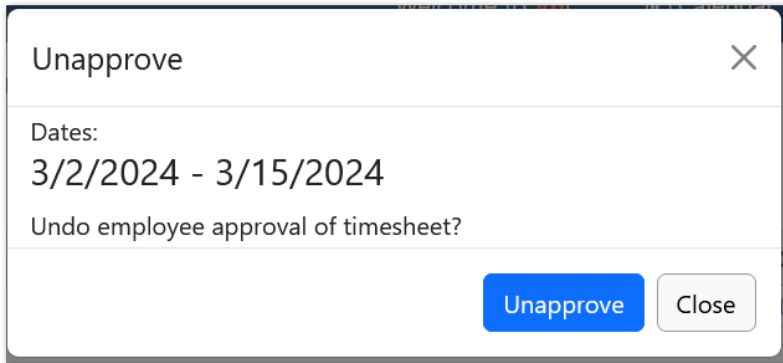 Unapprove
Dates:
3/2/2024 - 3/15/2024
Undo employee approval of timesheet?
Unapprove Close